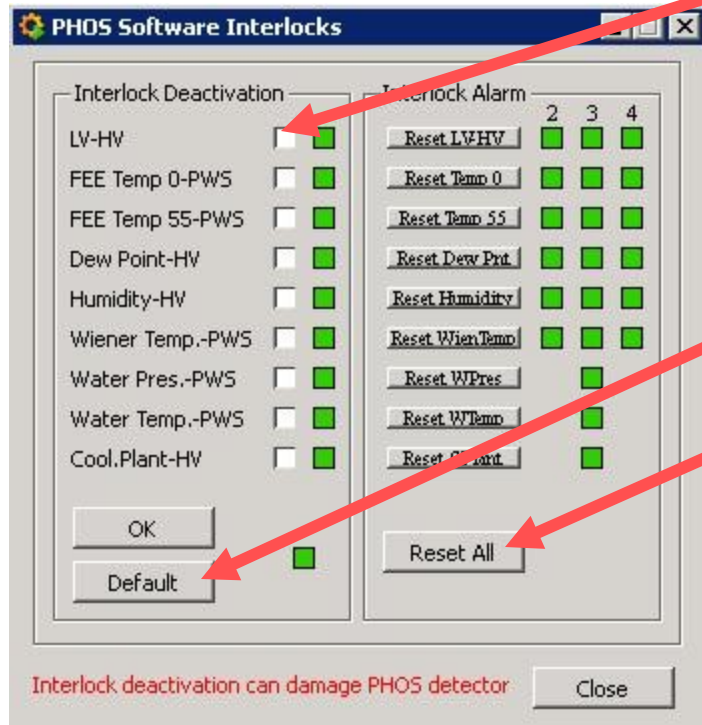 PHOS Software Interlocks
Interlock Deactivation
LV-HV
FEE Temp 0-PWS
FEE Temp 55-PWS
Dew Point-HV
Humidity-HV
Wiener Temp.-PWS
Water Pres.-PWS
Water Temp.-PWS
Cool.Plant-HV
OK
Default
Interlock Alarm
2 3 4
Reset LV-HV
Reset Temp 0
Reset Temp 55
Reset Dew Pnt
Reset Humidity
Reset WienTemp
Reset WPres
Reset WTemp
Reset
Reset All
Interlock deactivation can damage PHOS detector
Close